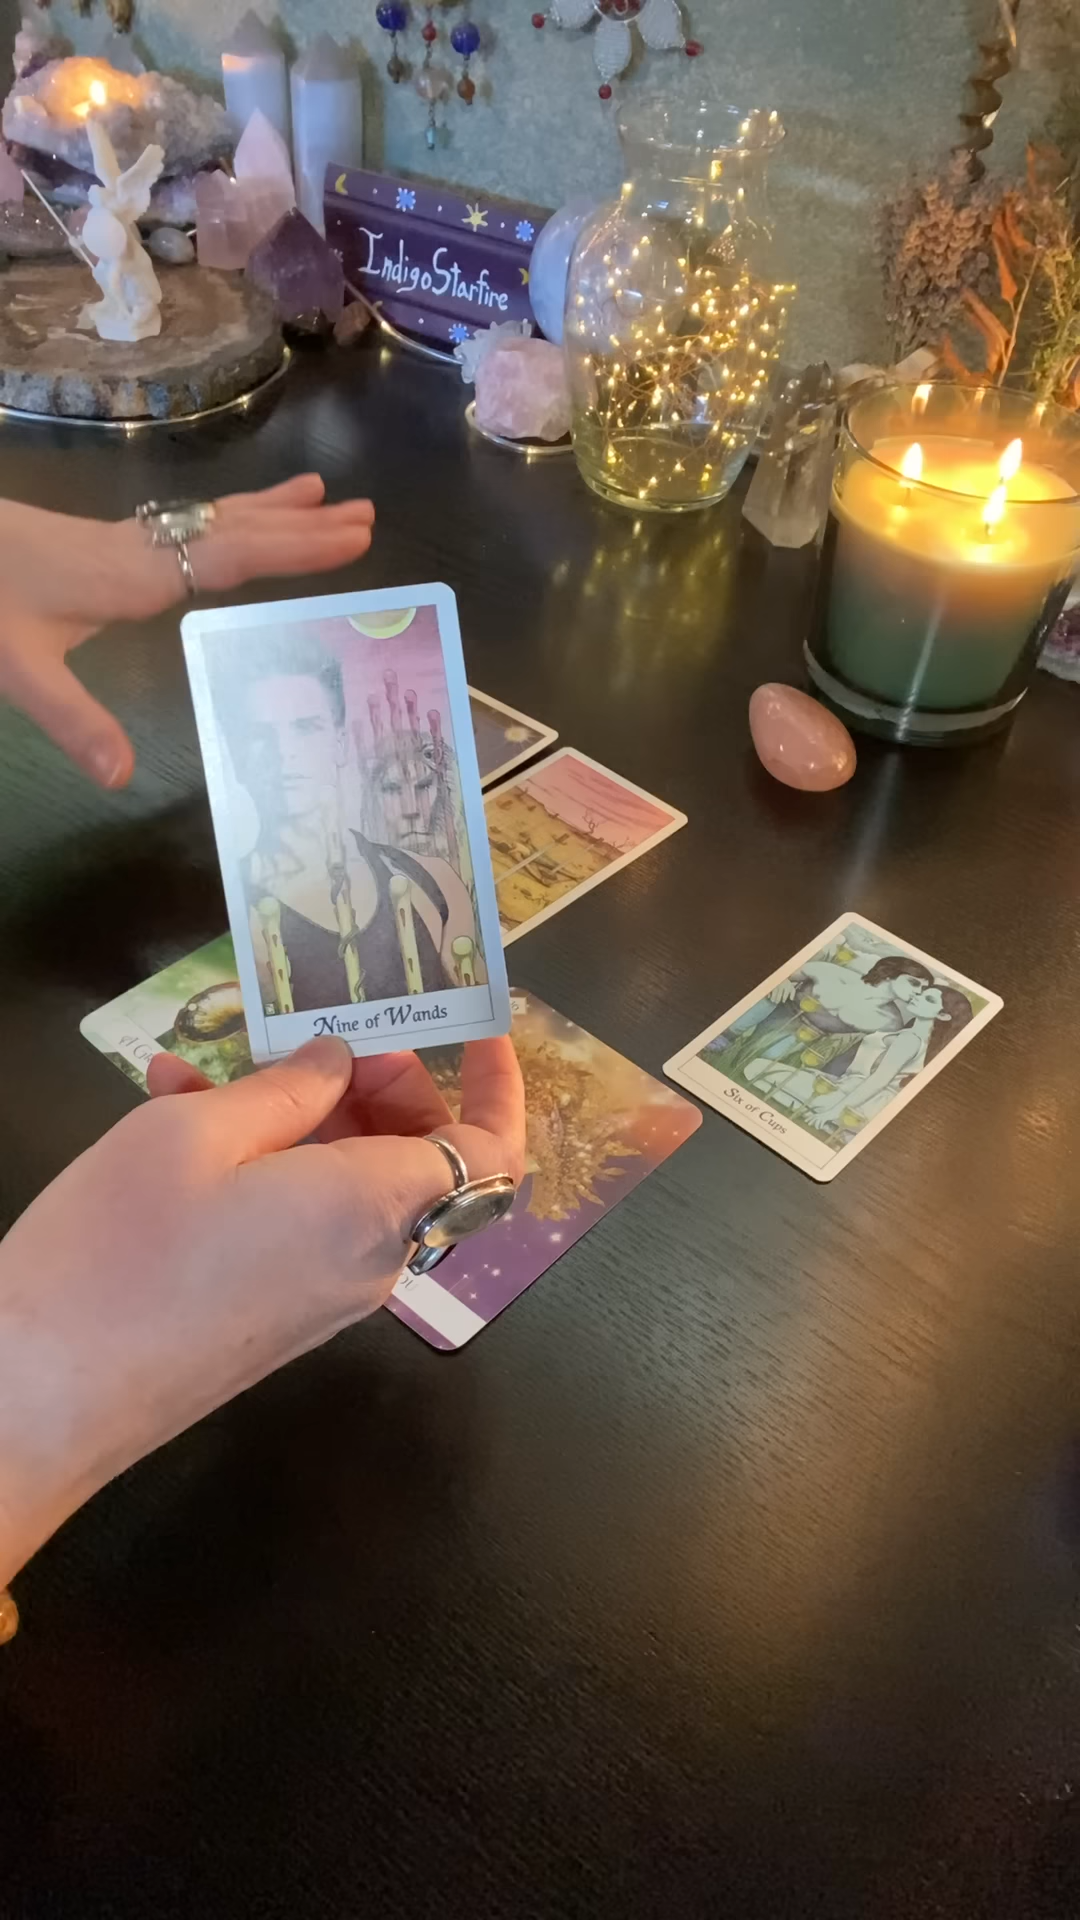 IndigoStarfire
Nine of Wands
Six of Cups